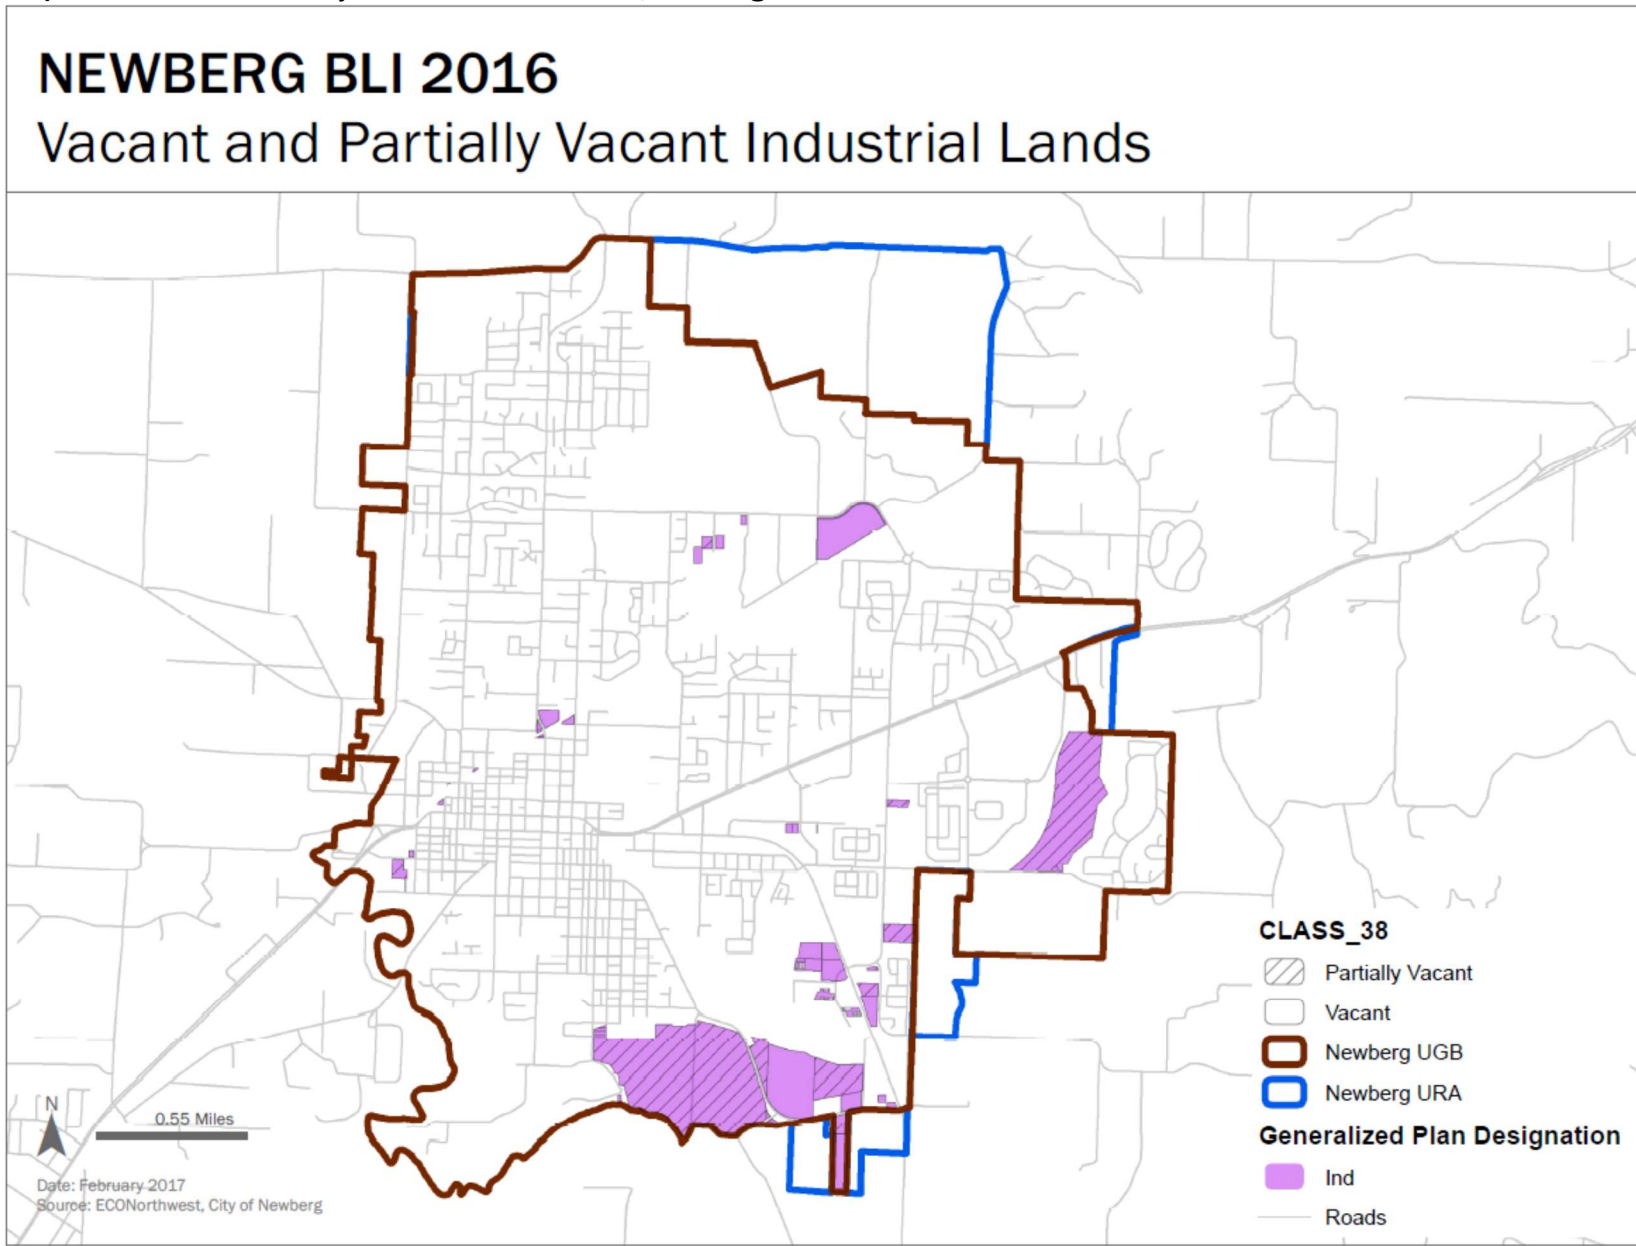 NEWBERG BLI 2016
Vacant and Partially Vacant Industrial Lands
CLASS_38
Partially Vacant
Vacant
Newberg UGB
Newberg URA
Generalized Plan Designation
Ind
Roads
N
0.55 Miles
Date: February 2017
Source: ECONorthwest, City of Newberg